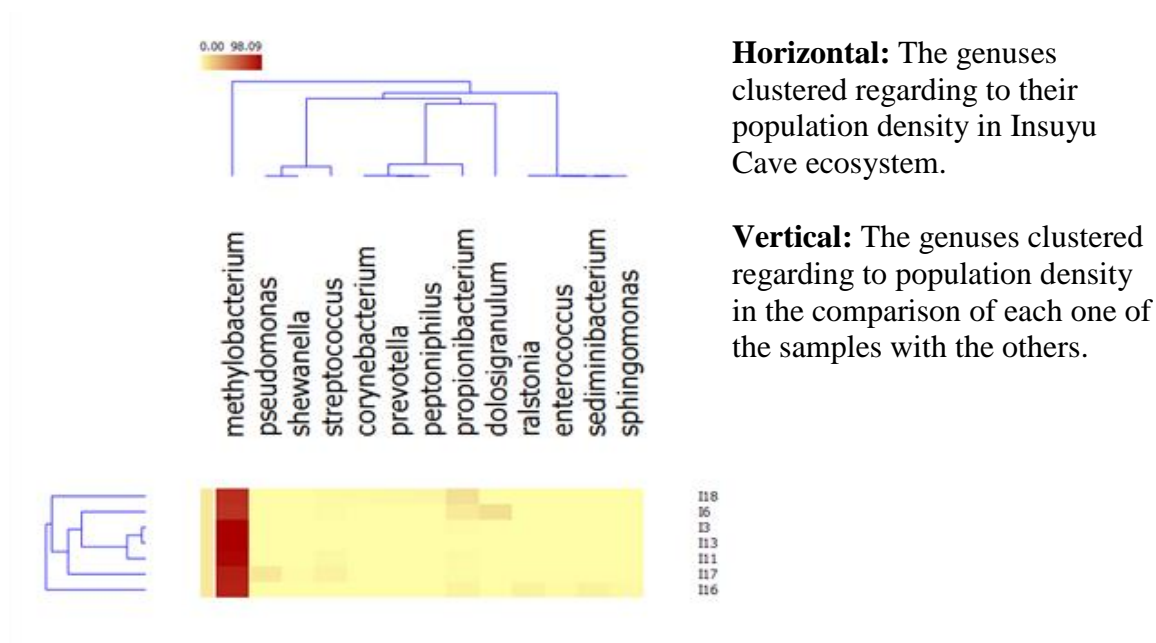 0.00 98.09
Horizontal: The genuses
clustered regarding to their
population density in Insuyu
Cave ecosystem.
Vertical: The genuses clustered
regarding to population density
in the comparison of each one of
the samples with the others.
methylobacterium
pseudomonas
shewanella
streptococcus
corynebacterium
prevotella
peptoniphilus
propionibacterium
dolosigranulum
ralstonia
enterococcus
sediminibacterium
sphingomonas
I18
I6
I3
I13
I11
I17
I16